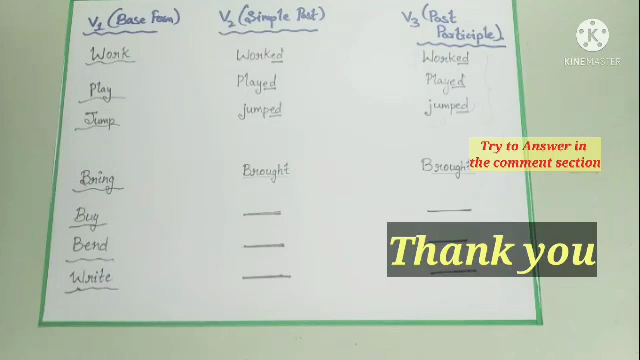 V1 (Base Form) V2 (Simple Past) V3 (Past Participle)
Work Worked Worked
Play Played Played
Jump jumped jumped
Bring Brought Brought
Bug
Bend
Write
KINEMASTER
Try to Answer in
the comment section
Thank you